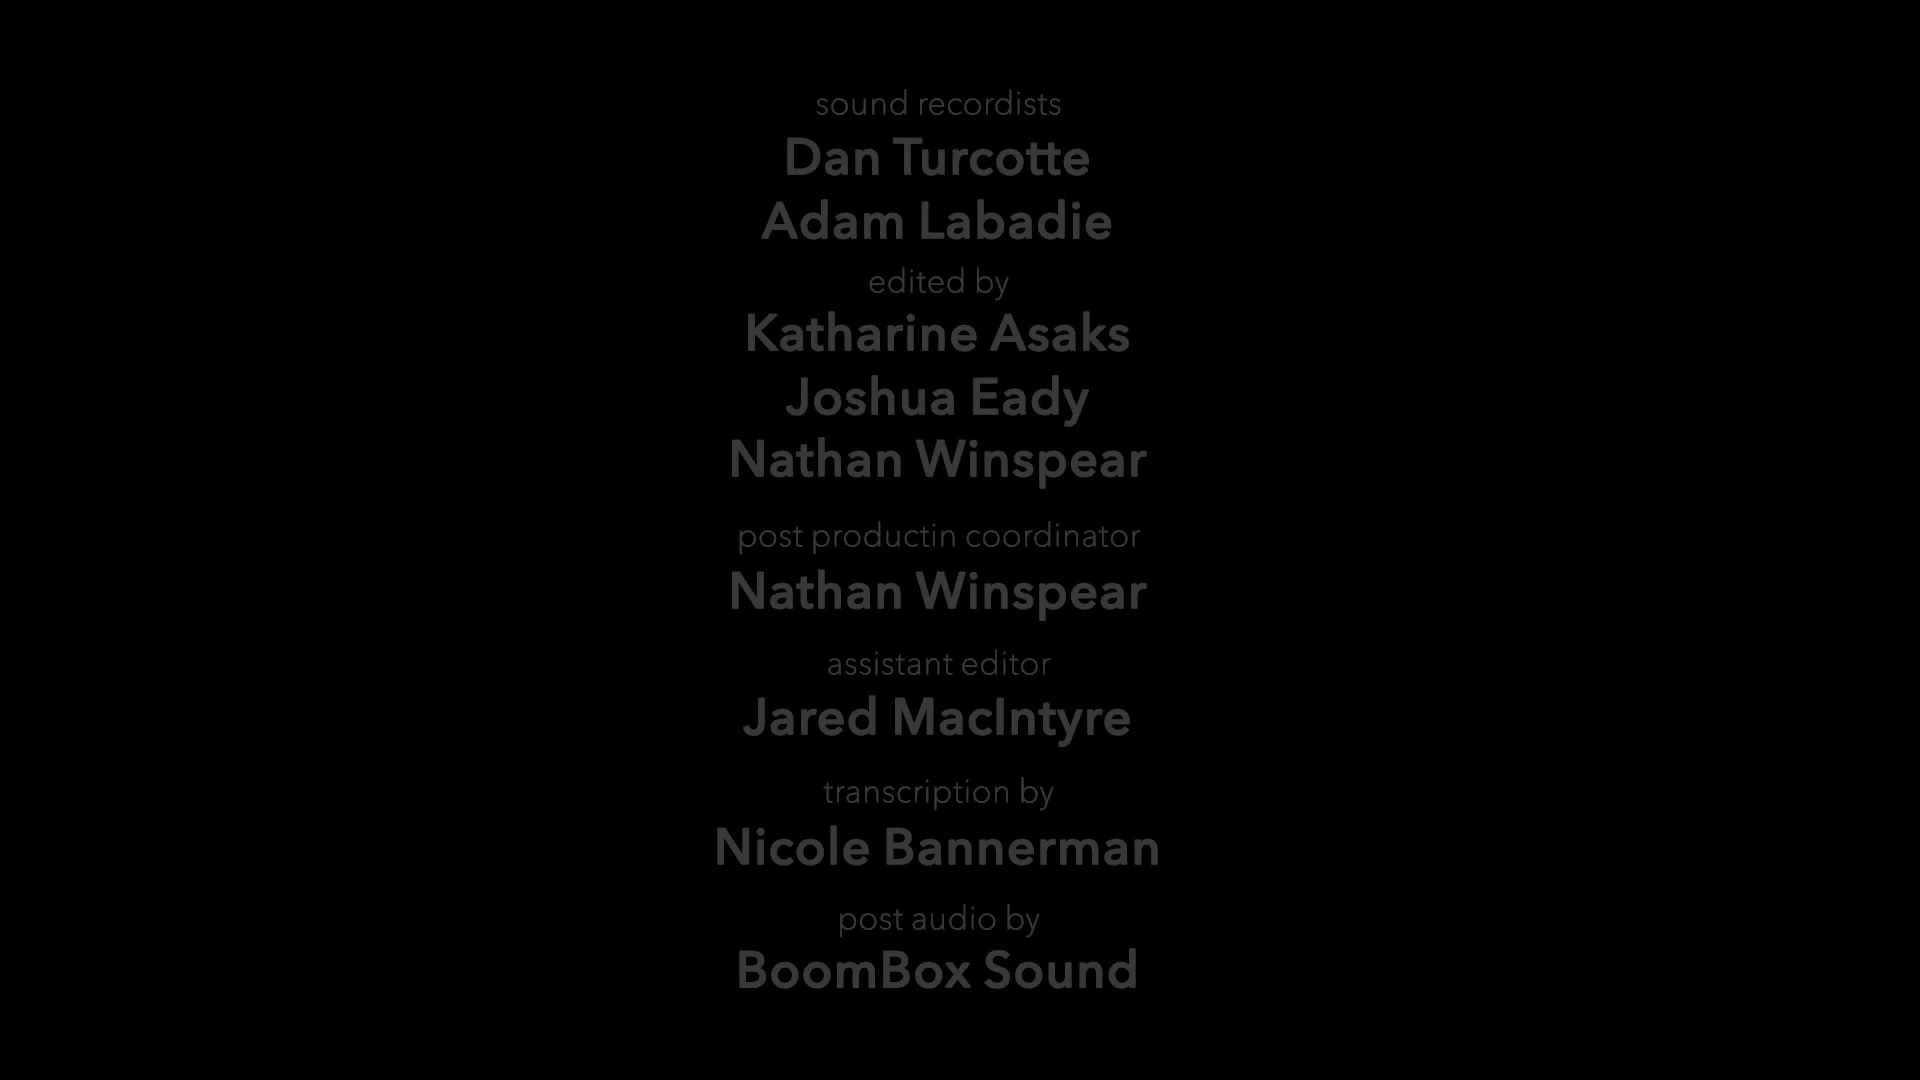 sound recordists
Dan Turcotte
Adam Labadie
edited by
Katharine Asaks
Joshua Eady
Nathan Winspear
post productin coordinator
Nathan Winspear
assistant editor
Jared MacIntyre
transcription by
Nicole Bannerman
post audio by
BoomBox Sound